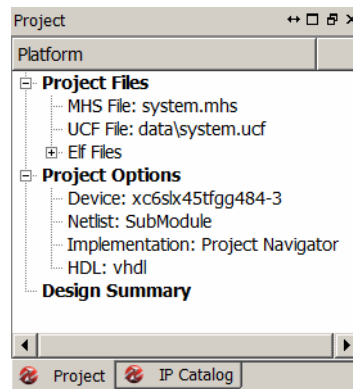 Project
Platform
Project Files
MHS File: system.mhs
UCF File: data\system.ucf
Elf Files
Project Options
Device: xc6slx45tfgg484-3
Netlist: SubModule
Implementation: Project Navigator
HDL: vhdl
Design Summary
Project IP Catalog